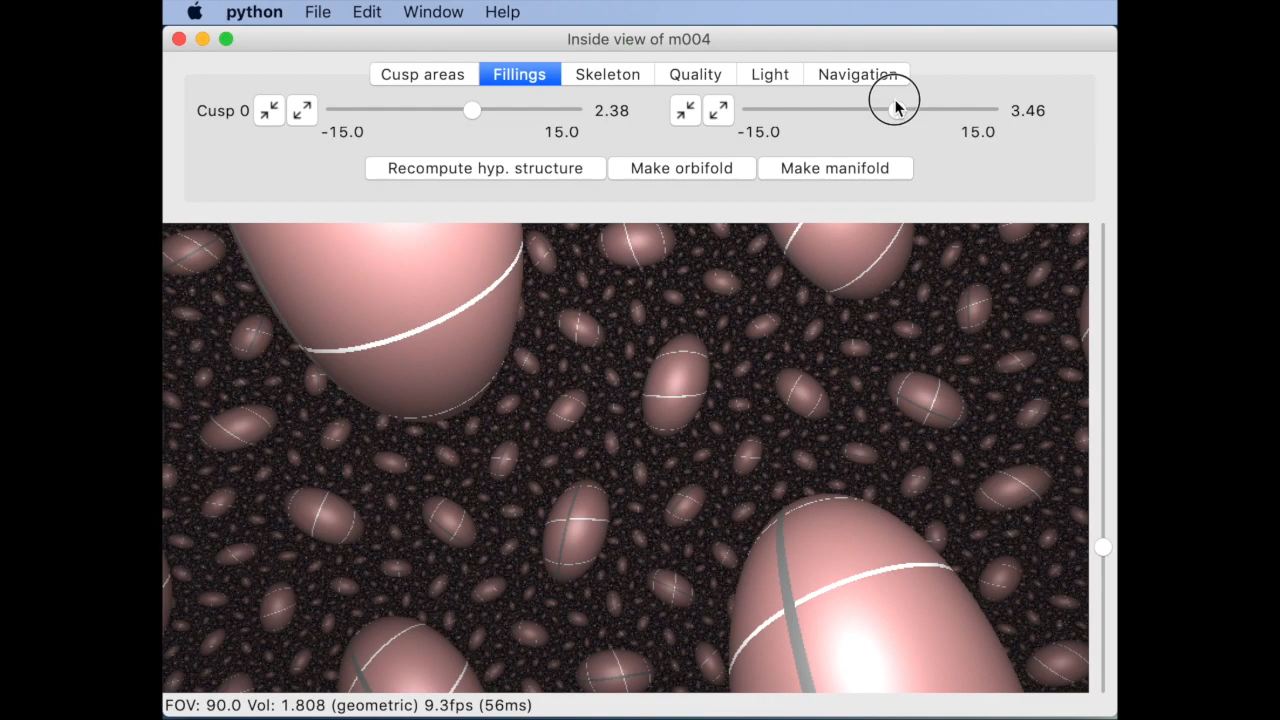 python File Edit Window Help
Inside view of m004
Cusp areas Fillings Skeleton Quality Light Navigation
Cusp 0 2.38 3.46
-15.0 15.0 -15.0 15.0
Recompute hyp. structure Make orbifold Make manifold
FOV: 90.0 Vol: 1.808 (geometric) 9.3fps (56ms)